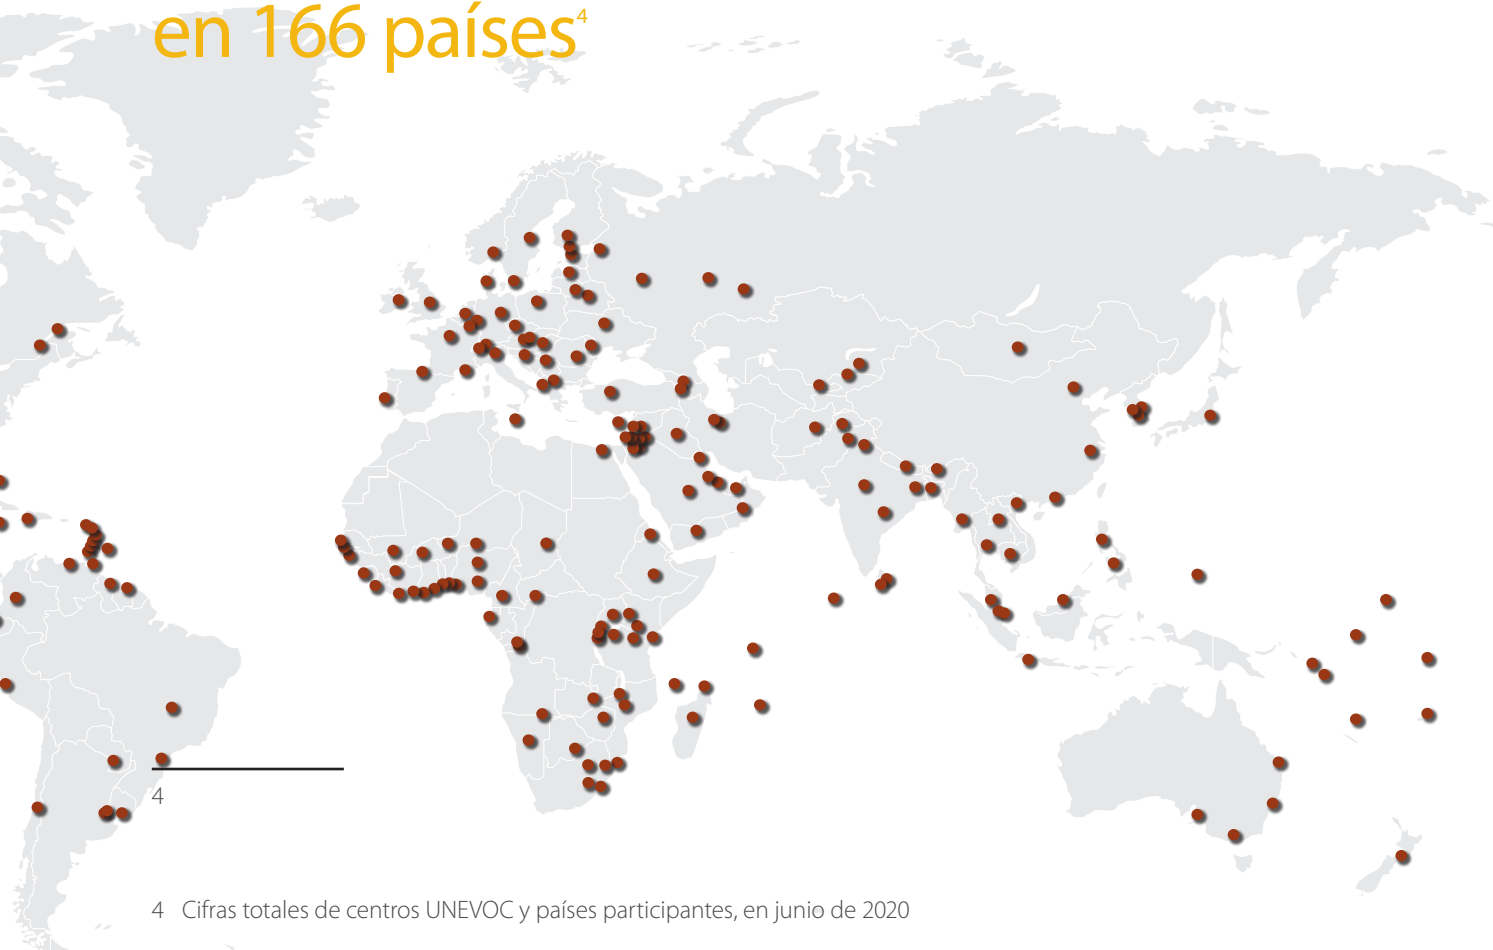 en 166 países4
4
4 Cifras totales de centros UNEVOC y países participantes, en junio de 2020